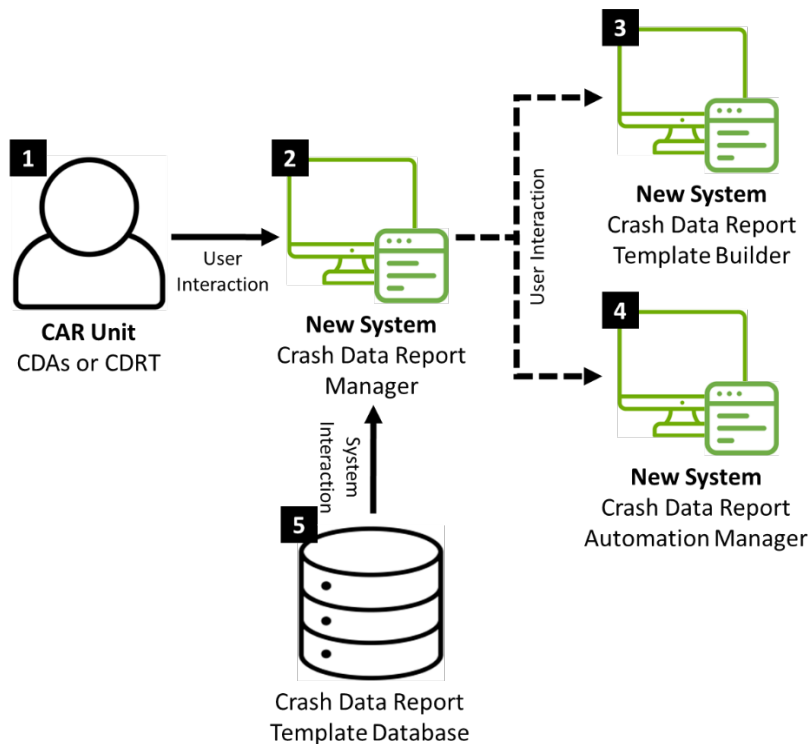 1
CAR Unit
CDAs or CDRT
User
Interaction
2
New System
Crash Data Report
Manager
User Interaction
3
New System
Crash Data Report
Template Builder
4
New System
Crash Data Report
Automation Manager
System
Interaction
5
Crash Data Report
Template Database